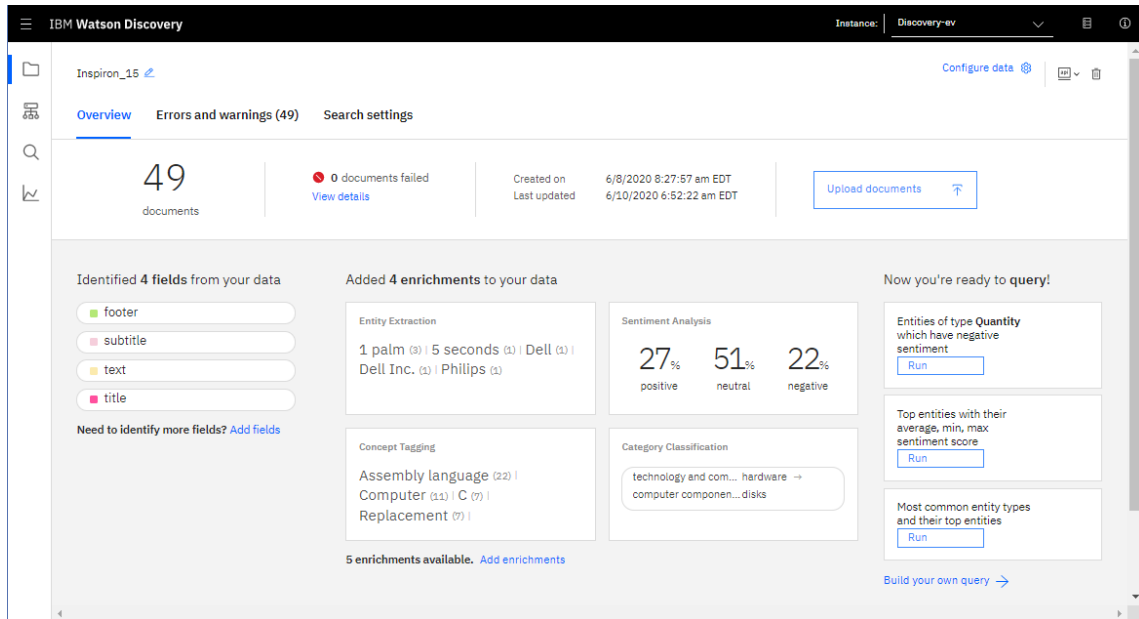 IBM Watson Discovery
Instance: Discovery-ev
Inspiron_15
Configure data
Overview Errors and warnings (49) Search settings
49
documents
0 documents failed
View details
Created on 6/8/2020 8:27:57 am EDT
Last updated 6/10/2020 6:52:22 am EDT
Upload documents
Identified 4 fields from your data
footer
subtitle
text
title
Need to identify more fields? Add fields
Added 4 enrichments to your data
Entity Extraction
1 palm (3) | 5 seconds (1) | Dell (1) |
Dell Inc. (1) | Philips (1)
Sentiment Analysis
27% 51% 22%
positive neutral negative
Concept Tagging
Assembly language (22) |
Computer (11) | C (7) |
Replacement (7) |
Category Classification
technology and com... hardware →
computer componen... disks
5 enrichments available. Add enrichments
Now you're ready to query!
Entities of type Quantity
which have negative
sentiment
Run
Top entities with their
average, min, max
sentiment score
Run
Most common entity types
and their top entities
Run
Build your own query →